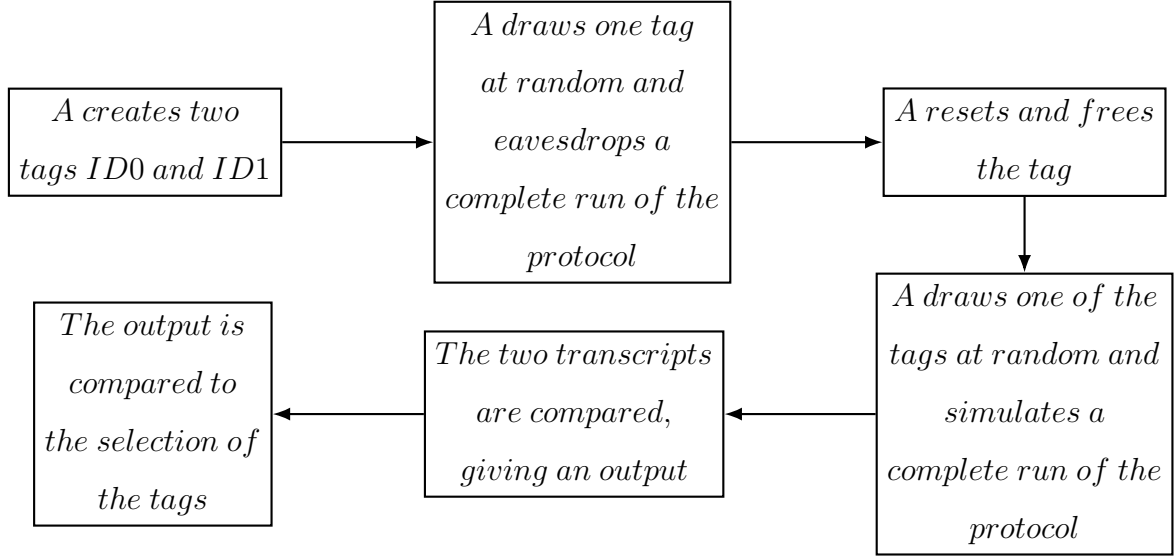 A creates two
tags ID0 and ID1
A draws one tag
at random and
eavesdrops a
complete run of the
protocol
A resets and frees
the tag
A draws one of the
tags at random and
simulates a
complete run of the
protocol
The two transcripts
are compared,
giving an output
The output is
compared to
the selection of
the tags